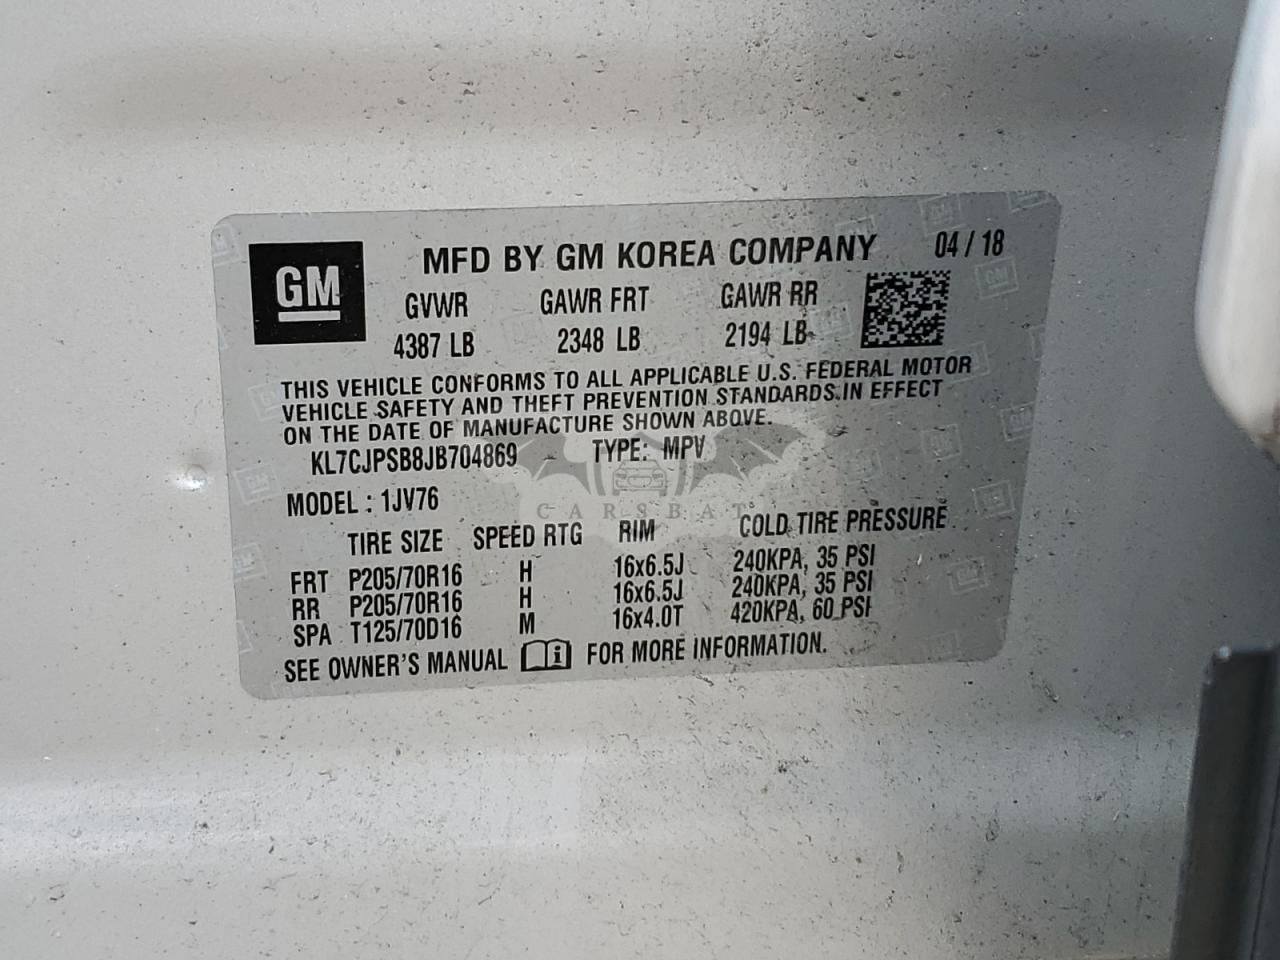 GM
MFD BY GM KOREA COMPANY 04 / 18
GVWR GAWR FRT GAWR RR
4387 LB 2348 LB 2194 LB
THIS VEHICLE CONFORMS TO ALL APPLICABLE U.S. FEDERAL MOTOR
VEHICLE SAFETY AND THEFT PREVENTION STANDARDS IN EFFECT
ON THE DATE OF MANUFACTURE SHOWN ABOVE.
KL7CJPSB8JB704869 TYPE: MPV
MODEL : 1JV76
CARSBAT
TIRE SIZE SPEED RTG RIM COLD TIRE PRESSURE
FRT P205/70R16 H 16x6.5J 240KPA, 35 PSI
RR P205/70R16 H 16x6.5J 240KPA, 35 PSI
SPA T125/70D16 M 16x4.0T 420KPA, 60 PSI
SEE OWNER'S MANUAL FOR MORE INFORMATION.